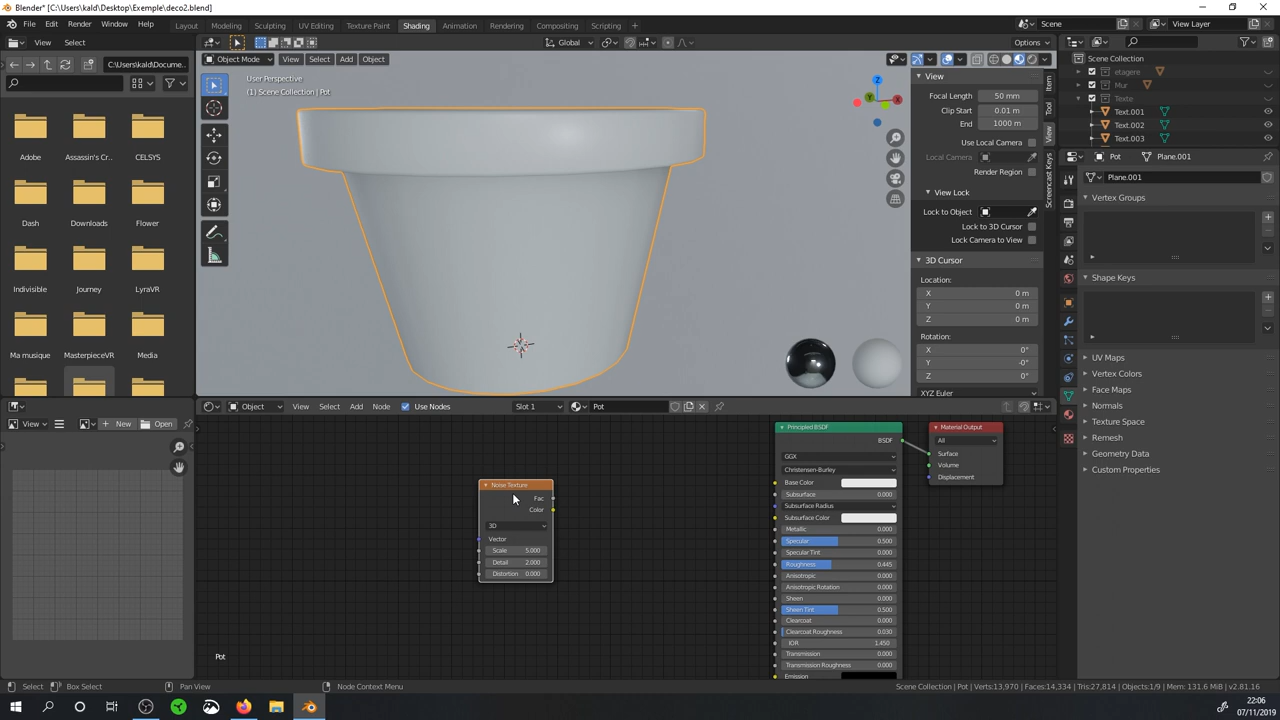 Blender* [C:\Users\kald\Desktop\Exemple\deco2.blend]
File Edit Render Window Help Layout Modeling Sculpting UV Editing Texture Paint Shading Animation Rendering Compositing Scripting Scene View Layer
View Select Global Options
C:\Users\kald\Docume...
Object Mode View Select Add Object
User Perspective
(1) Scene Collection | Pot
Adobe Assassin's Cr... CELSYS
Dash Downloads Flower
Indivisible Journey LyraVR
Ma musique MasterpieceVR Media
View
Focal Length 50 mm
Clip Start 0.01 m
End 1000 m
Use Local Camera
Local Camera
Render Region
View Lock
Lock to Object
Lock to 3D Cursor
Lock Camera to View
3D Cursor
Location:
X 0 m
Y 0 m
Z 0 m
Rotation:
X 0°
Y -0°
Z 0°
XYZ Euler
Item
Tool
View
Screencast Keys
Scene Collection
etagere
Mur
Texte
Text.001
Text.002
Text.003
Pot Plane.001
Plane.001
Vertex Groups
Shape Keys
UV Maps
Vertex Colors
Face Maps
Normals
Texture Space
Remesh
Geometry Data
Custom Properties
View New Open
Object View Select Add Node Use Nodes Slot 1 Pot
Noise Texture
Fac
Color
3D
Vector
Scale 5.000
Detail 2.000
Distortion 0.000
Principled BSDF
BSDF
GGX
Christensen-Burley
Base Color
Subsurface 0.000
Subsurface Radius
Subsurface Color
Metallic 0.000
Specular 0.500
Specular Tint 0.000
Roughness 0.445
Anisotropic 0.000
Anisotropic Rotation 0.000
Sheen 0.000
Sheen Tint 0.500
Clearcoat 0.000
Clearcoat Roughness 0.030
IOR 1.450
Transmission 0.000
Transmission Roughness 0.000
Emission
Material Output
All
Surface
Volume
Displacement
Pot
Select Box Select Pan View Node Context Menu Scene Collection | Pot | Verts:13,970 | Faces:14,334 | Tris:27,814 | Objects:1/9 | Mem: 131.6 MiB | v2.81.16
22:06
07/11/2019